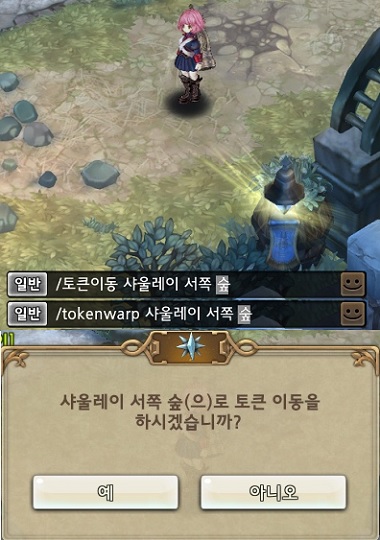 일반 /토큰이동 샤울레이 서쪽 숲
일반 /tokenwarp 샤울레이 서쪽 숲
샤울레이 서쪽 숲(으)로 토큰 이동을
하시겠습니까?
예 아니오